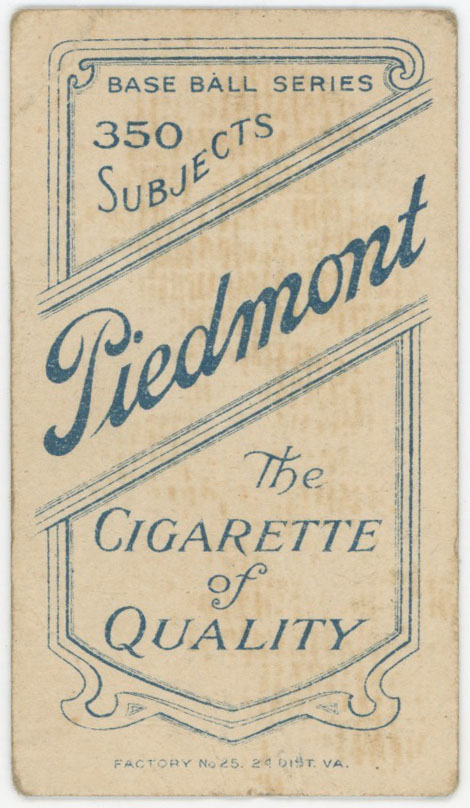 BASE BALL SERIES
350
SUBJECTS
Piedmont
The
CIGARETTE
of
QUALITY
FACTORY No 25. 2d DIST. VA.